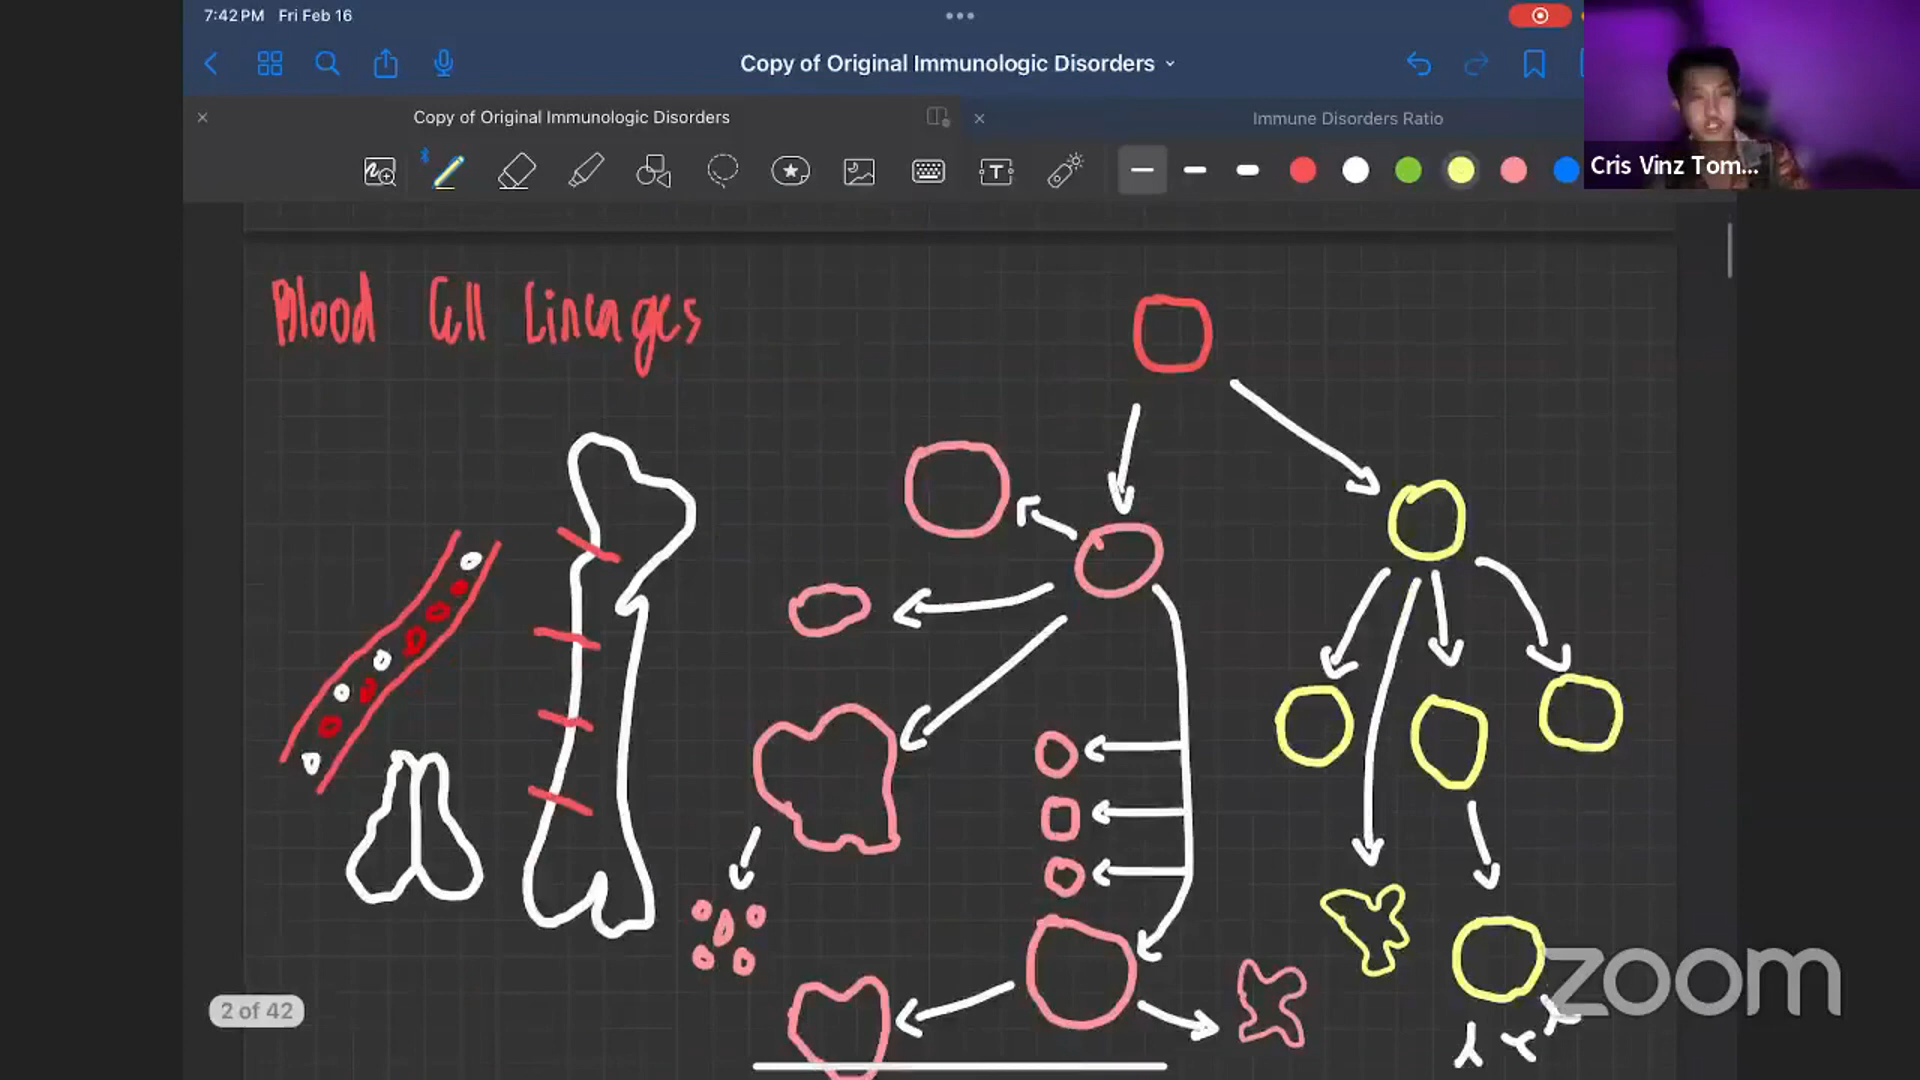 7:42 PM Fri Feb 16
Copy of Original Immunologic Disorders
Copy of Original Immunologic Disorders
Immune Disorders Ratio
T
Cris Vinz Tom...
Blood Cell Lineages
2 of 42
zoom